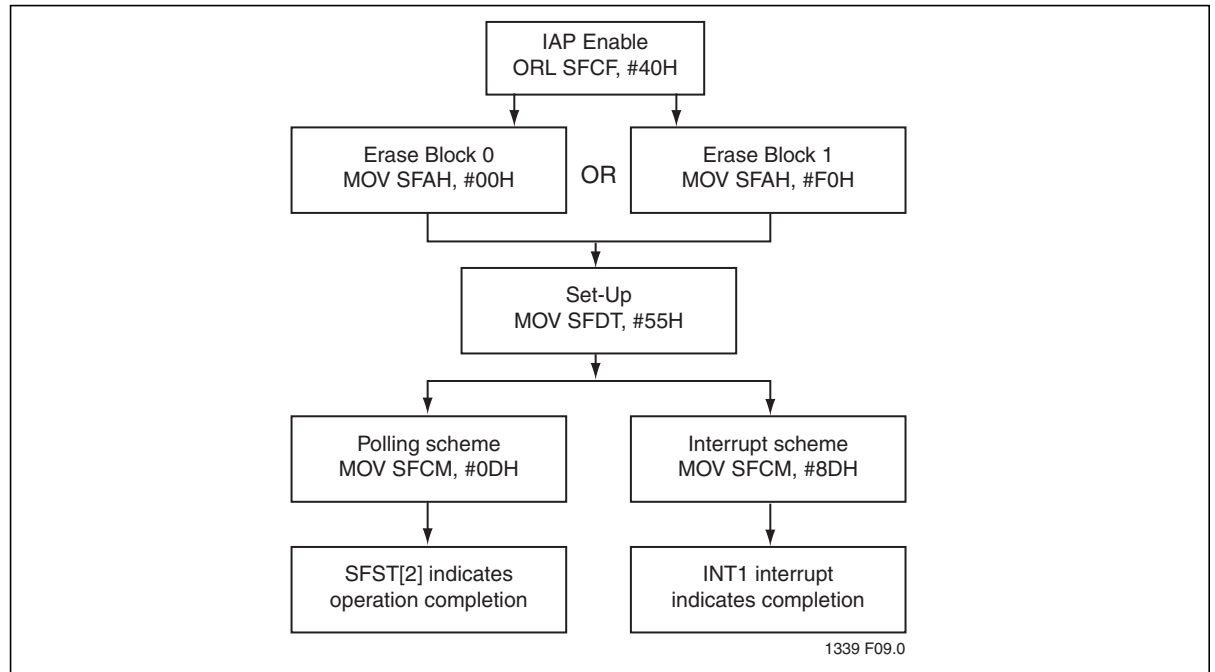 IAP Enable
ORL SFCF, #40H
Erase Block 0
MOV SFAH, #00H
OR
Erase Block 1
MOV SFAH, #F0H
Set-Up
MOV SFDT, #55H
Polling scheme
MOV SFCM, #0DH
Interrupt scheme
MOV SFCM, #8DH
SFST[2] indicates
operation completion
INT1 interrupt
indicates completion
1339 F09.0